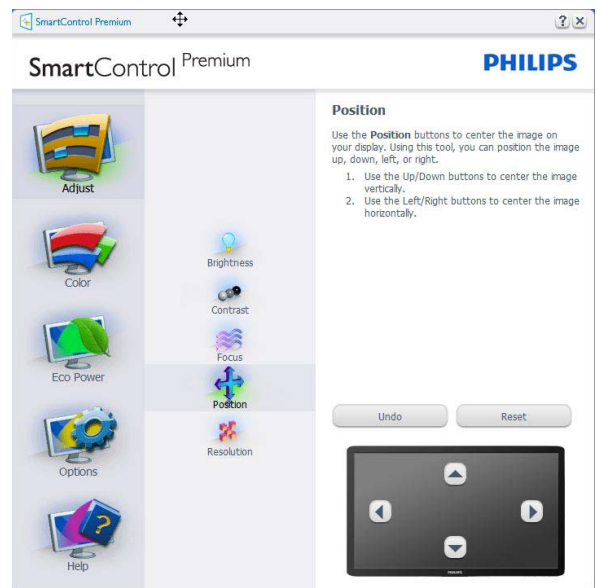 SmartControl Premium
? ×
SmartControl Premium
PHILIPS
Adjust
Color
Eco Power
Options
Help
Brightness
Contrast
Focus
Position
Resolution
Position
Use the Position buttons to center the image on
your display. Using this tool, you can position the image
up, down, left, or right.
1. Use the Up/Down buttons to center the image
vertically.
2. Use the Left/Right buttons to center the image
horizontally.
Undo
Reset
PHILIPS